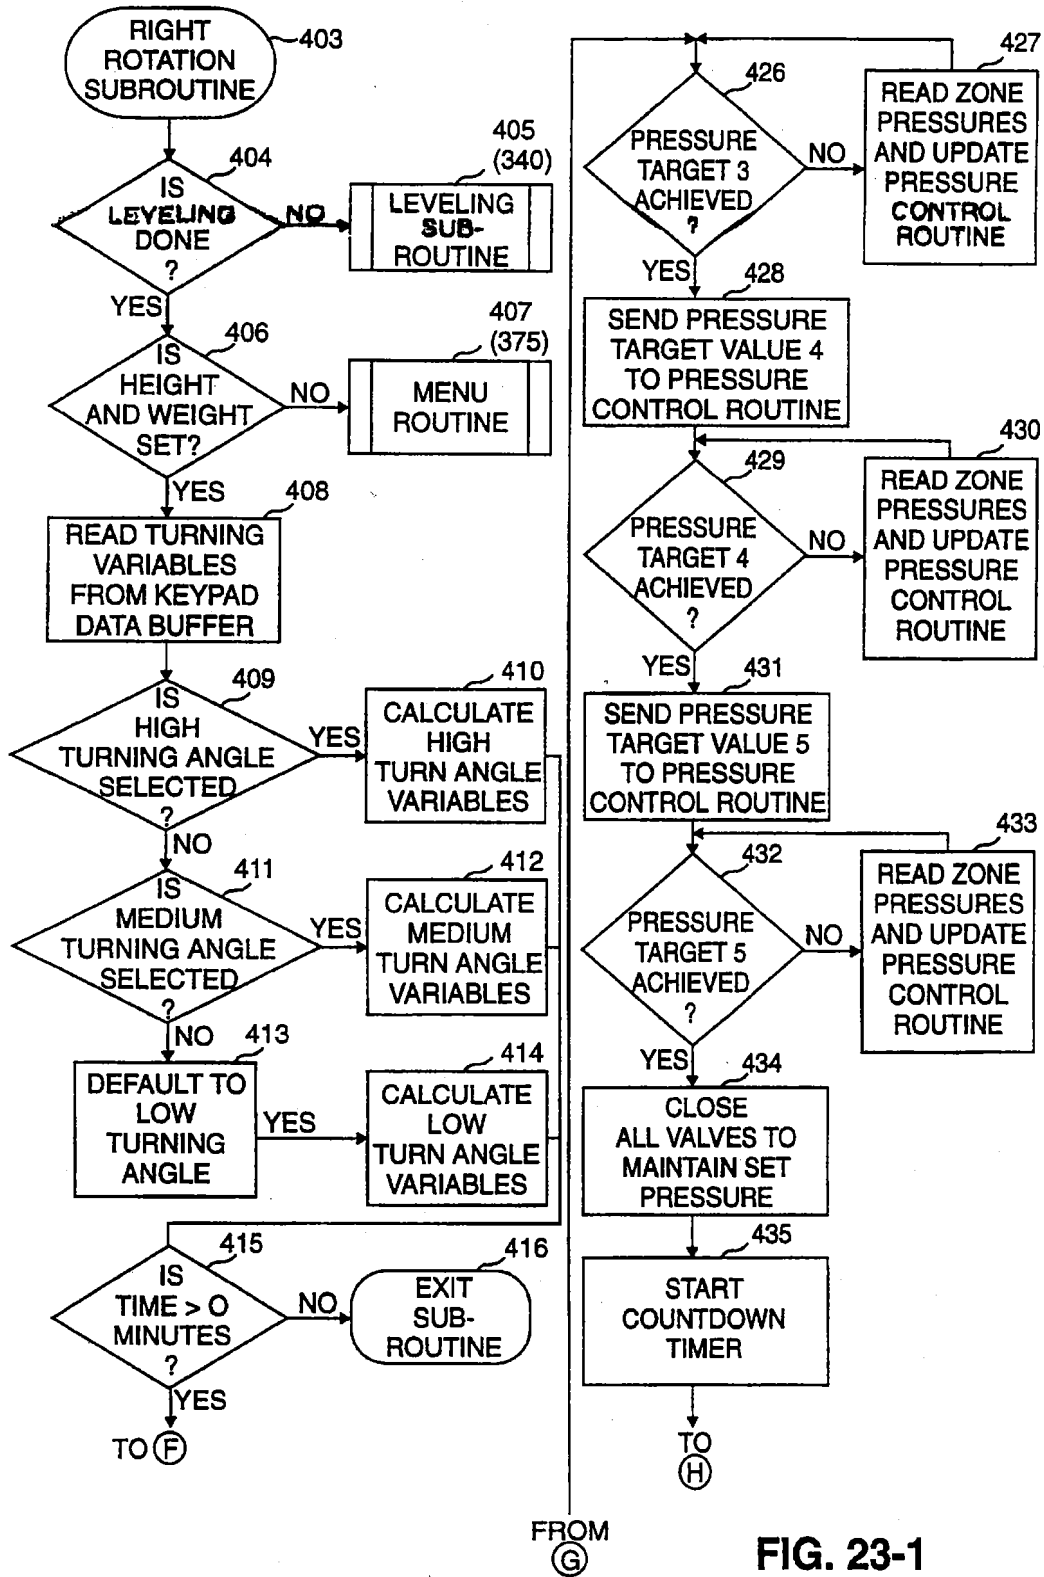 RIGHT
ROTATION
SUBROUTINE
403
404
IS
LEVELING
DONE
?
NO
405
(340)
LEVELING
SUB-
ROUTINE
YES
406
IS
HEIGHT
AND WEIGHT
SET?
NO
407
(375)
MENU
ROUTINE
YES
408
READ TURNING
VARIABLES
FROM KEYPAD
DATA BUFFER
409
IS
HIGH
TURNING ANGLE
SELECTED
?
YES
410
CALCULATE
HIGH
TURN ANGLE
VARIABLES
NO
411
IS
MEDIUM
TURNING ANGLE
SELECTED
?
YES
412
CALCULATE
MEDIUM
TURN ANGLE
VARIABLES
NO
413
DEFAULT TO
LOW
TURNING
ANGLE
YES
414
CALCULATE
LOW
TURN ANGLE
VARIABLES
415
IS
TIME > O
MINUTES
?
NO
416
EXIT
SUB-
ROUTINE
YES
TO F
FROM
G
426
PRESSURE
TARGET 3
ACHIEVED
?
NO
427
READ ZONE
PRESSURES
AND UPDATE
PRESSURE
CONTROL
ROUTINE
YES
428
SEND PRESSURE
TARGET VALUE 4
TO PRESSURE
CONTROL ROUTINE
429
PRESSURE
TARGET 4
ACHIEVED
?
NO
430
READ ZONE
PRESSURES
AND UPDATE
PRESSURE
CONTROL
ROUTINE
YES
431
SEND PRESSURE
TARGET VALUE 5
TO PRESSURE
CONTROL ROUTINE
432
PRESSURE
TARGET 5
ACHIEVED
?
NO
433
READ ZONE
PRESSURES
AND UPDATE
PRESSURE
CONTROL
ROUTINE
YES
434
CLOSE
ALL VALVES TO
MAINTAIN SET
PRESSURE
435
START
COUNTDOWN
TIMER
TO
H
FIG. 23-1